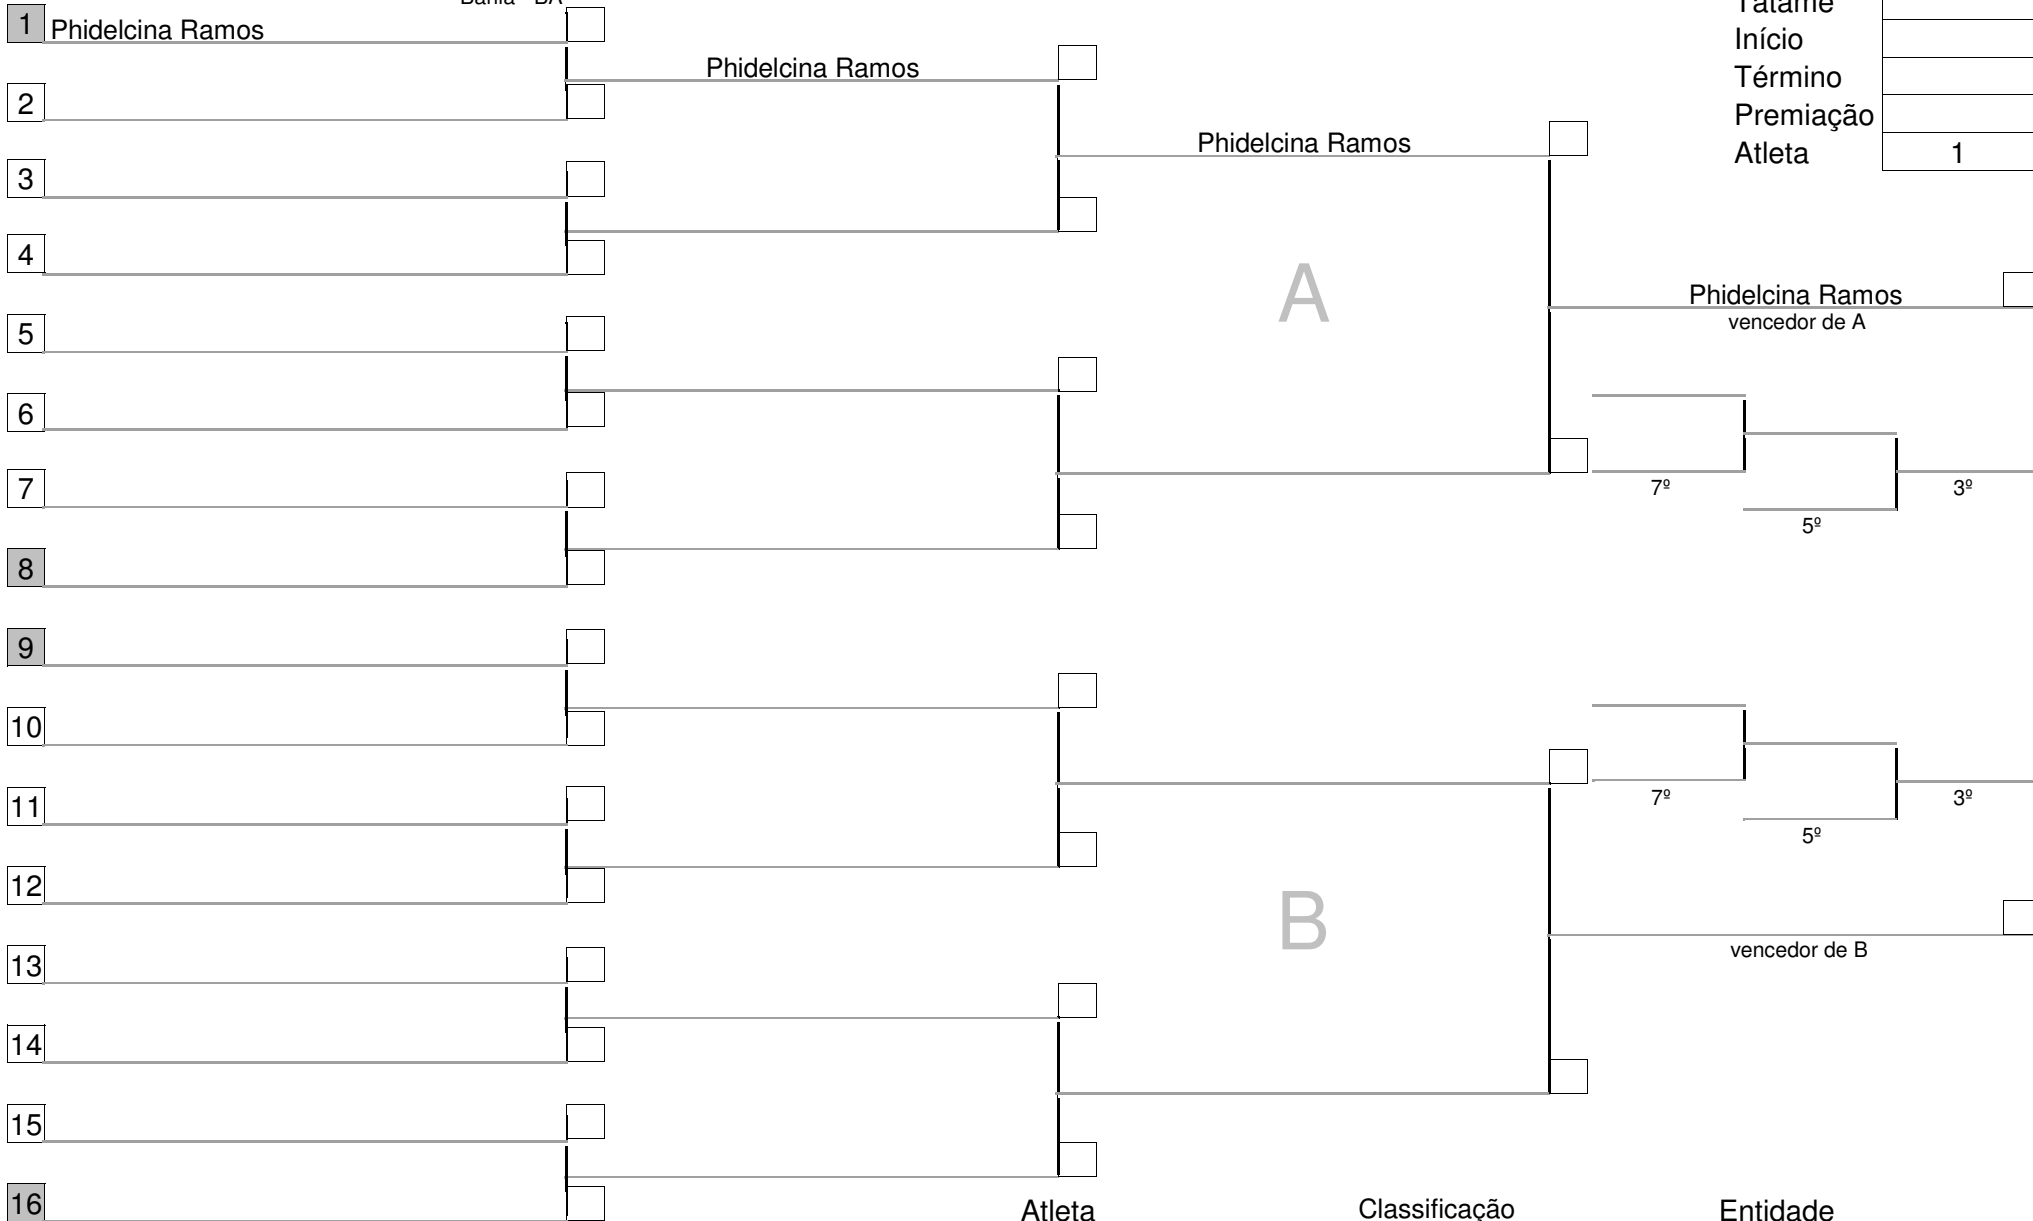 Bahia - BA
Tatame
1 Phidelcina Ramos
Início
Phidelcina Ramos
Término
2
Premiação
Phidelcina Ramos
Atleta 1
3
4
A
Phidelcina Ramos
vencedor de A
5
6
7
7º
3º
5º
8
9
10
11
7º
3º
5º
12
B
vencedor de B
13
14
15
16
Atleta Classificação Entidade